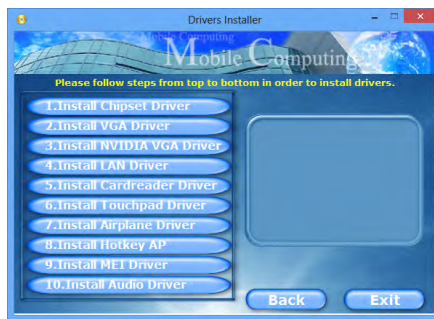 Drivers Installer
Mobile Computing
Mobile Computing
Please follow steps from top to bottom in order to install drivers.
1.Install Chipset Driver
2.Install VGA Driver
3.Install NVIDIA VGA Driver
4.Install LAN Driver
5.Install Cardreader Driver
6.Install Touchpad Driver
7.Install Airplane Driver
8.Install Hotkey AP
9.Install MEI Driver
10.Install Audio Driver
Back
Exit